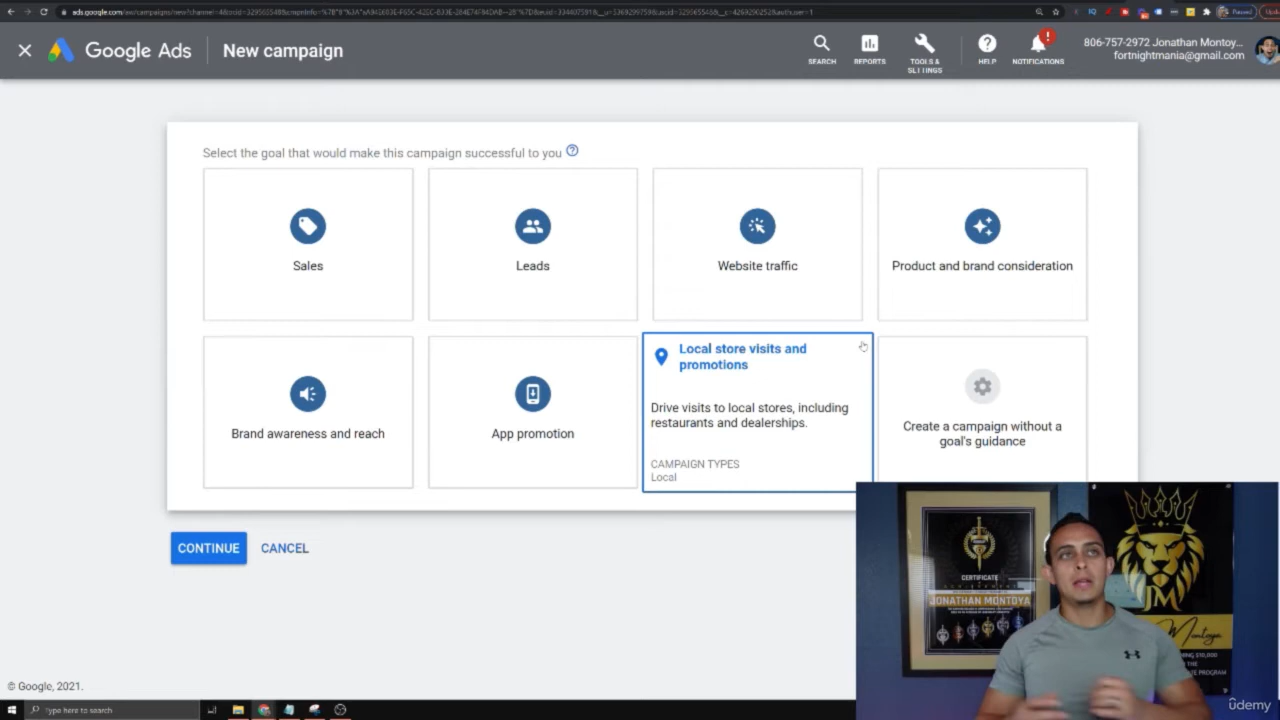 Google Ads
New campaign
SEARCH
REPORTS
TOOLS &
SETTINGS
HELP
NOTIFICATIONS
806-757-2972 Jonathan Montoy...
fortnightmania@gmail.com
Select the goal that would make this campaign successful to you
Sales
Leads
Website traffic
Product and brand consideration
Brand awareness and reach
App promotion
Local store visits and
promotions
Drive visits to local stores, including
restaurants and dealerships.
CAMPAIGN TYPES
Local
Create a campaign without a
goal's guidance
CONTINUE
CANCEL
CERTIFICATE
JONATHAN MONTOYA
JM
Montoya
© Google, 2021.
Type here to search
ûdemy